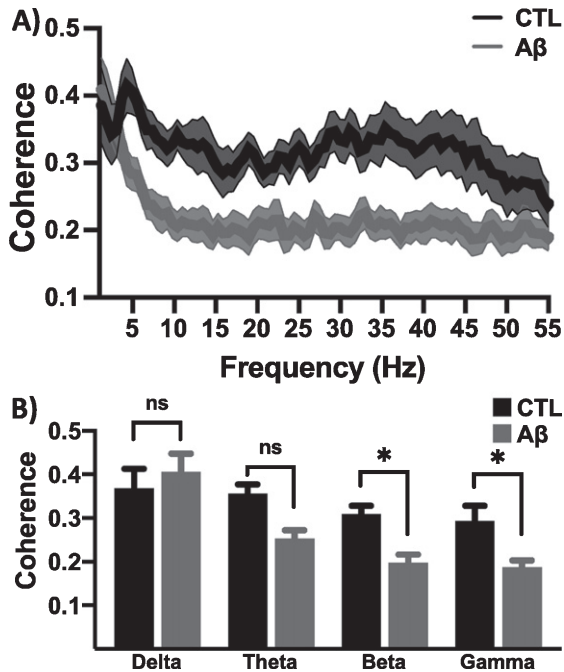 A)
CTL
Aβ
0.5
0.4
0.3
0.2
0.1
Coherence
5 10 15 20 25 30 35 40 45 50 55
Frequency (Hz)
B)
CTL
Aβ
ns
ns
*
*
0.5
0.4
0.3
0.2
0.1
Coherence
Delta Theta Beta Gamma